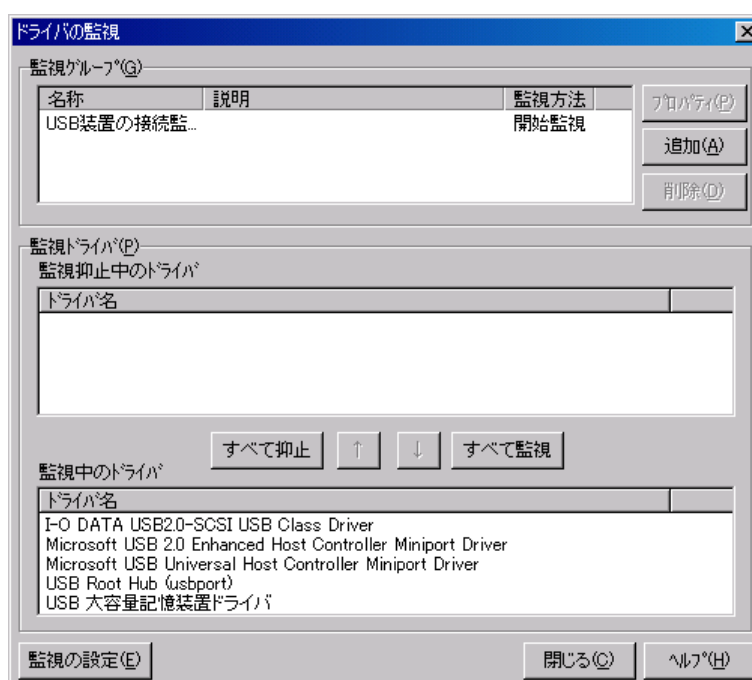 ドライバの監視
監視グループ(G)
名称 説明 監視方法
USB装置の接続監... 開始監視
プロパティ(P)
追加(A)
削除(D)
監視ドライバ(P)
監視抑止中のドライバ
ドライバ名
すべて抑止 ↑ ↓ すべて監視
監視中のドライバ
ドライバ名
I-O DATA USB2.0-SCSI USB Class Driver
Microsoft USB 2.0 Enhanced Host Controller Miniport Driver
Microsoft USB Universal Host Controller Miniport Driver
USB Root Hub (usbport)
USB 大容量記憶装置ドライバ
監視の設定(E) 閉じる(C) ヘルプ(H)